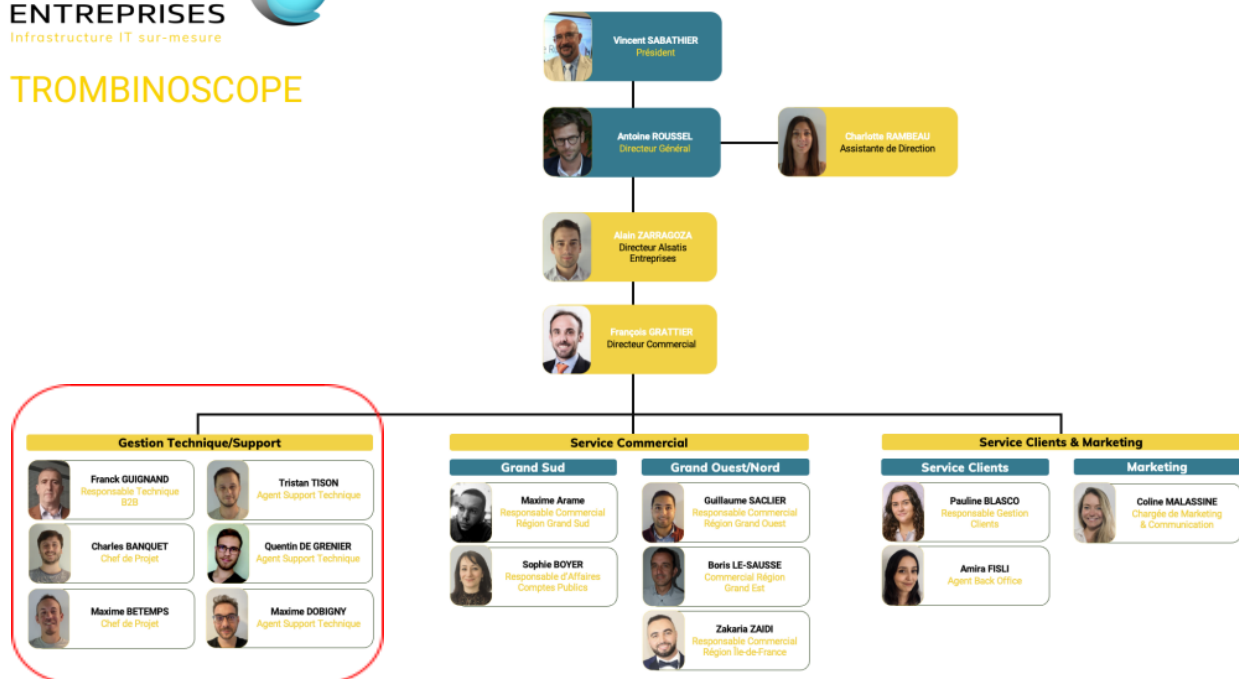 ENTREPRISES
Infrastructure IT sur-mesure
TROMBINOSCOPE
Vincent SABATHIER
Président
Antoine ROUSSEL
Directeur Général
Charlotte RAMBEAU
Assistante de Direction
Alain ZARRAGOZA
Directeur Alsatis
Entreprises
François GRATTIER
Directeur Commercial
Gestion Technique/Support
Franck GUIGNAND
Responsable Technique
B2B
Tristan TISON
Agent Support Technique
Charles BANQUET
Chef de Projet
Quentin DE GRENIER
Agent Support Technique
Maxime BETEMPS
Chef de Projet
Maxime DOBIGNY
Agent Support Technique
Service Commercial
Grand Sud
Maxime Arame
Responsable Commercial
Région Grand Sud
Sophie BOYER
Responsable d'Affaires
Comptes Publics
Grand Ouest/Nord
Guillaume SACLIER
Responsable Commercial
Région Grand Ouest
Boris LE-SAUSSE
Commercial Région
Grand Est
Zakaria ZAIDI
Responsable Commercial
Région Île-de-France
Service Clients & Marketing
Service Clients
Pauline BLASCO
Responsable Gestion
Clients
Amira FISLI
Agent Back Office
Marketing
Coline MALASSINE
Chargée de Marketing
& Communication